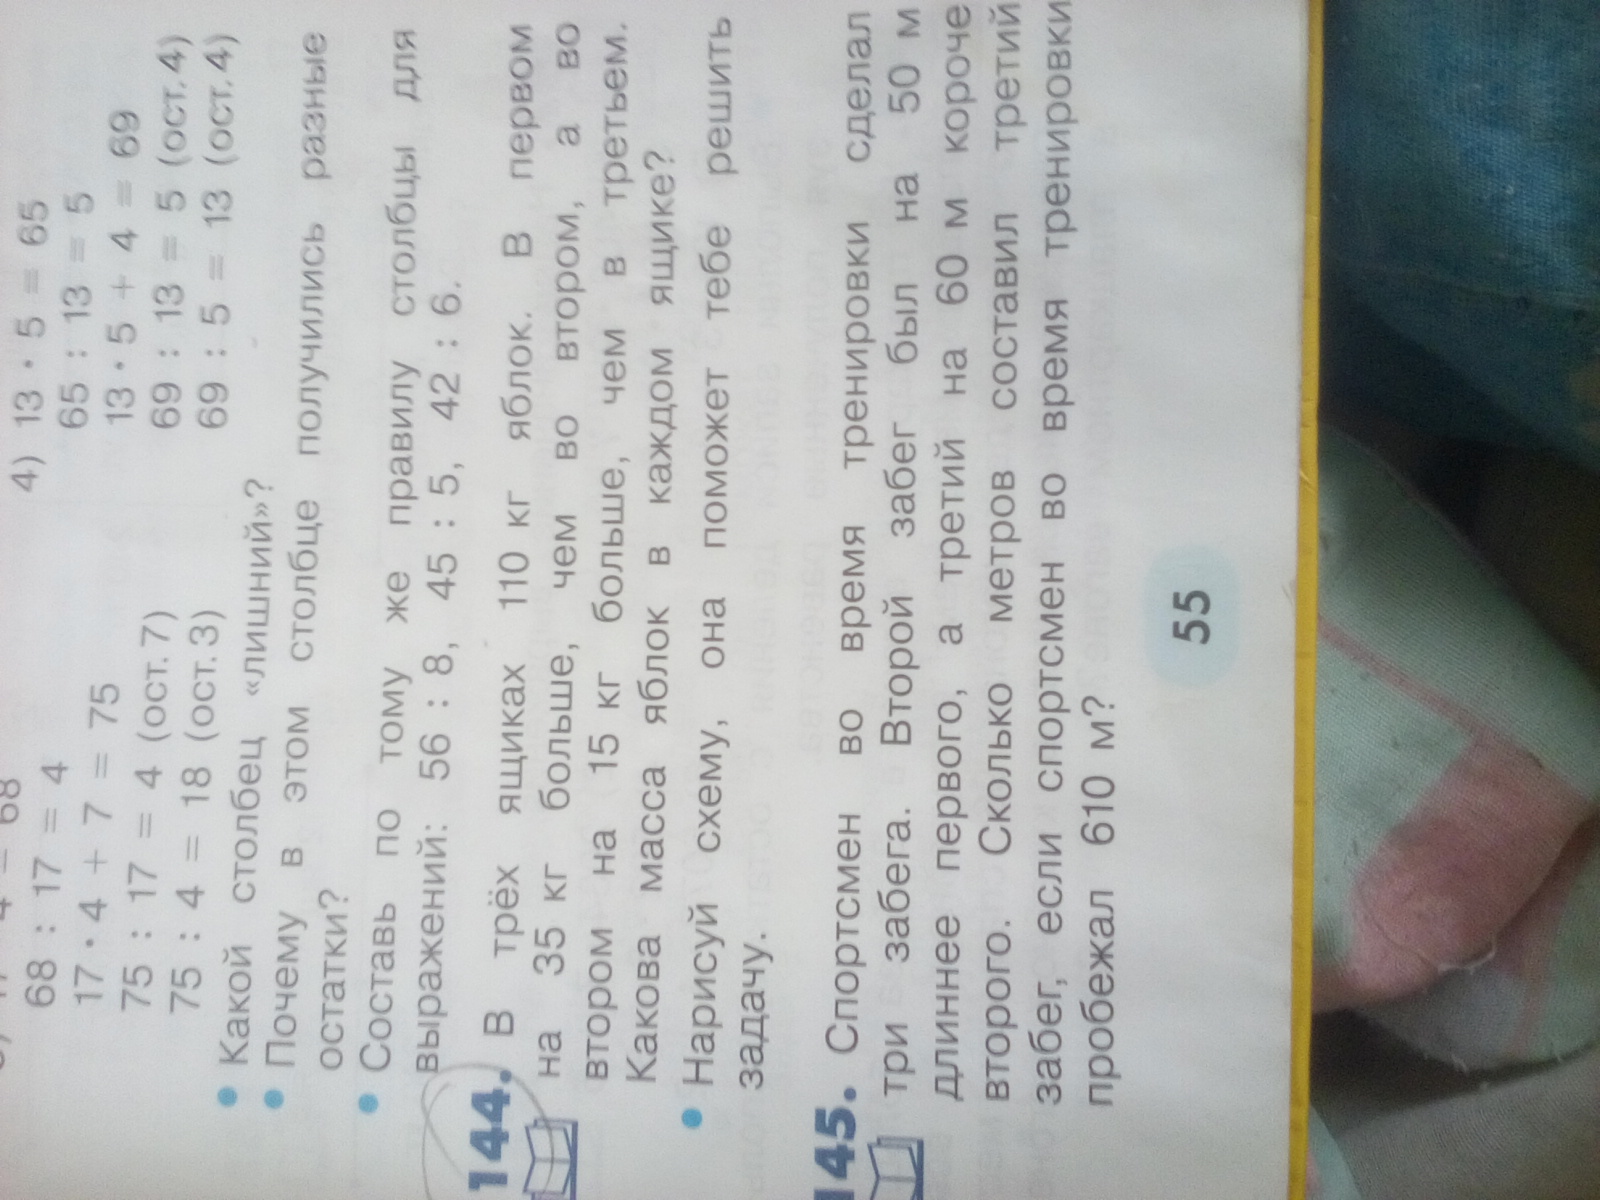 68 : 17 = 4
17 · 4 + 7 = 75
75 : 17 = 4 (ост. 7)
75 : 4 = 18 (ост. 3)
4) 13 · 5 = 65
65 : 13 = 5
13 · 5 + 4 = 69
69 : 13 = 5 (ост. 4)
69 : 5 = 13 (ост. 4)
• Какой столбец «лишний»?
• Почему в этом столбце получились разные
остатки?
• Составь по тому же правилу столбцы для
выражений: 56 : 8, 45 : 5, 42 : 6.
144. В трёх ящиках 110 кг яблок. В первом
на 35 кг больше, чем во втором, а во
втором на 15 кг больше, чем в третьем.
Какова масса яблок в каждом ящике?
• Нарисуй схему, она поможет тебе решить
задачу.
145. Спортсмен во время тренировки сделал
три забега. Второй забег был на 50 м
длиннее первого, а третий на 60 м короче
второго. Сколько метров составил третий
забег, если спортсмен во время тренировки
пробежал 610 м?
55